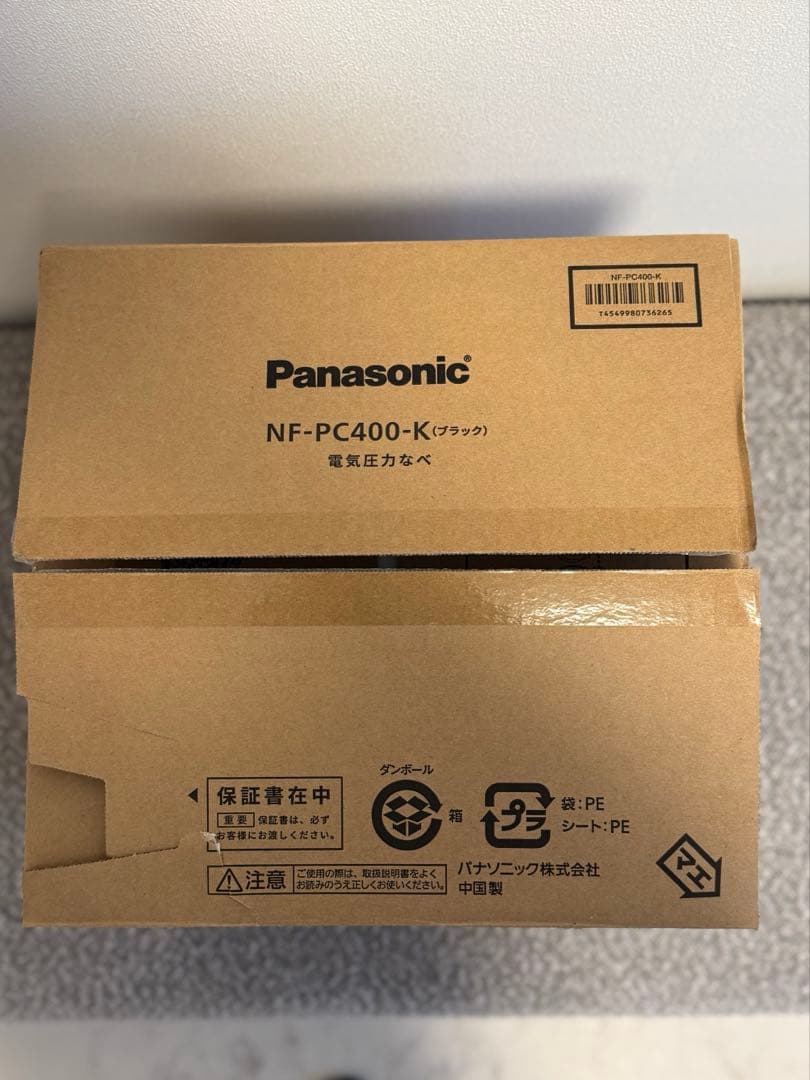 NF-PC400-K
T4549980736265
Panasonic®
NF-PC400-K(ブラック)
電気圧力なべ
ダンボール
箱
プラ
袋:PE
シート:PE
◀保証書在中
重要 保証書は、必ず
お客様にお渡しください。
⚠注意
ご使用の際は、取扱説明書をよく
お読みのうえ正しくお使いください。
パナソニック株式会社
中国製
マエ